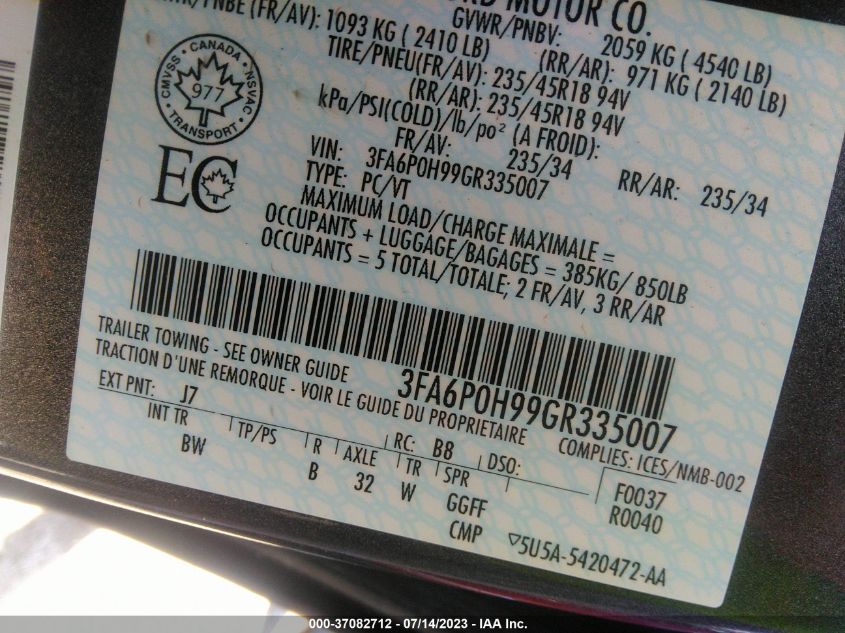 MOTOR CO.
GVWR/PNBV: 2059 KG ( 4540 LB)
(FR/AV): 1093 KG ( 2410 LB) (RR/AR): 971 KG ( 2140 LB)
TIRE/PNEU(FR/AV): 235/45R18 94V
(RR/AR): 235/45R18 94V
kPa/PSI(COLD)/lb/po² (A FROID):
FR/AV: 235/34 RR/AR: 235/34
VIN: 3FA6P0H99GR335007
TYPE: PC/VT
CANADA
CMVSS NSVAC
977
TRANSPORT
EC
MAXIMUM LOAD/CHARGE MAXIMALE =
OCCUPANTS + LUGGAGE/BAGAGES = 385KG/ 850LB
OCCUPANTS = 5 TOTAL/TOTALE; 2 FR/AV, 3 RR/AR
3FA6P0H99GR335007
TRAILER TOWING - SEE OWNER GUIDE
TRACTION D'UNE REMORQUE - VOIR LE GUIDE DU PROPRIETAIRE
COMPLIES: ICES/NMB-002
EXT PNT: J7 RC: B8 DSO:
INT TR TP/PS R AXLE TR SPR
BW B 32 W GGFF
CMP
F0037
R0040
5U5A-5420472-AA
000-37082712 - 07/14/2023 - IAA Inc.